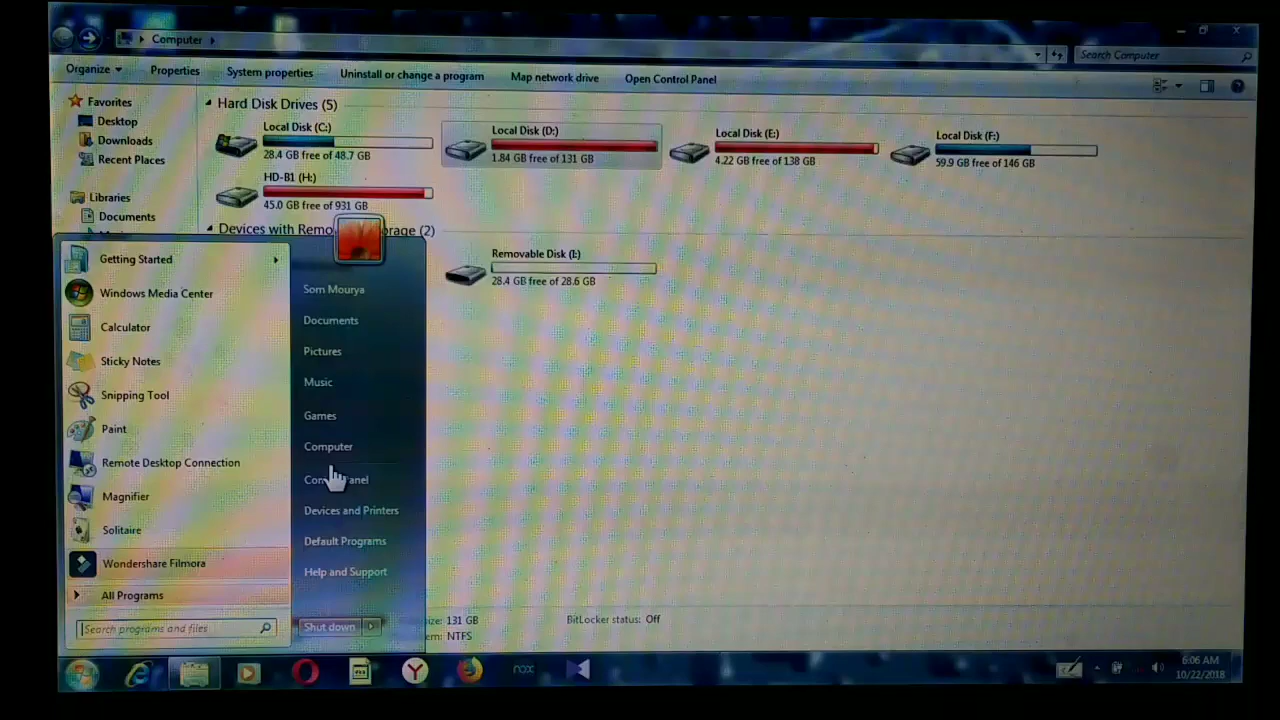 Computer
Search Computer
Organize
Properties
System properties
Uninstall or change a program
Map network drive
Open Control Panel
Favorites
Desktop
Downloads
Recent Places
Libraries
Documents
Hard Disk Drives (5)
Local Disk (C:)
28.4 GB free of 48.7 GB
Local Disk (D:)
1.84 GB free of 131 GB
Local Disk (E:)
4.22 GB free of 138 GB
Local Disk (F:)
59.9 GB free of 146 GB
HD-B1 (H:)
45.0 GB free of 931 GB
Devices with Remo orage (2)
Removable Disk (I:)
28.4 GB free of 28.6 GB
Getting Started
Windows Media Center
Calculator
Sticky Notes
Snipping Tool
Paint
Remote Desktop Connection
Magnifier
Solitaire
Wondershare Filmora
All Programs
Search programs and files
Som Mourya
Documents
Pictures
Music
Games
Computer
Con anel
Devices and Printers
Default Programs
Help and Support
Shut down
ize: 131 GB
em: NTFS
BitLocker status: Off
nox
6:06 AM
10/22/2018